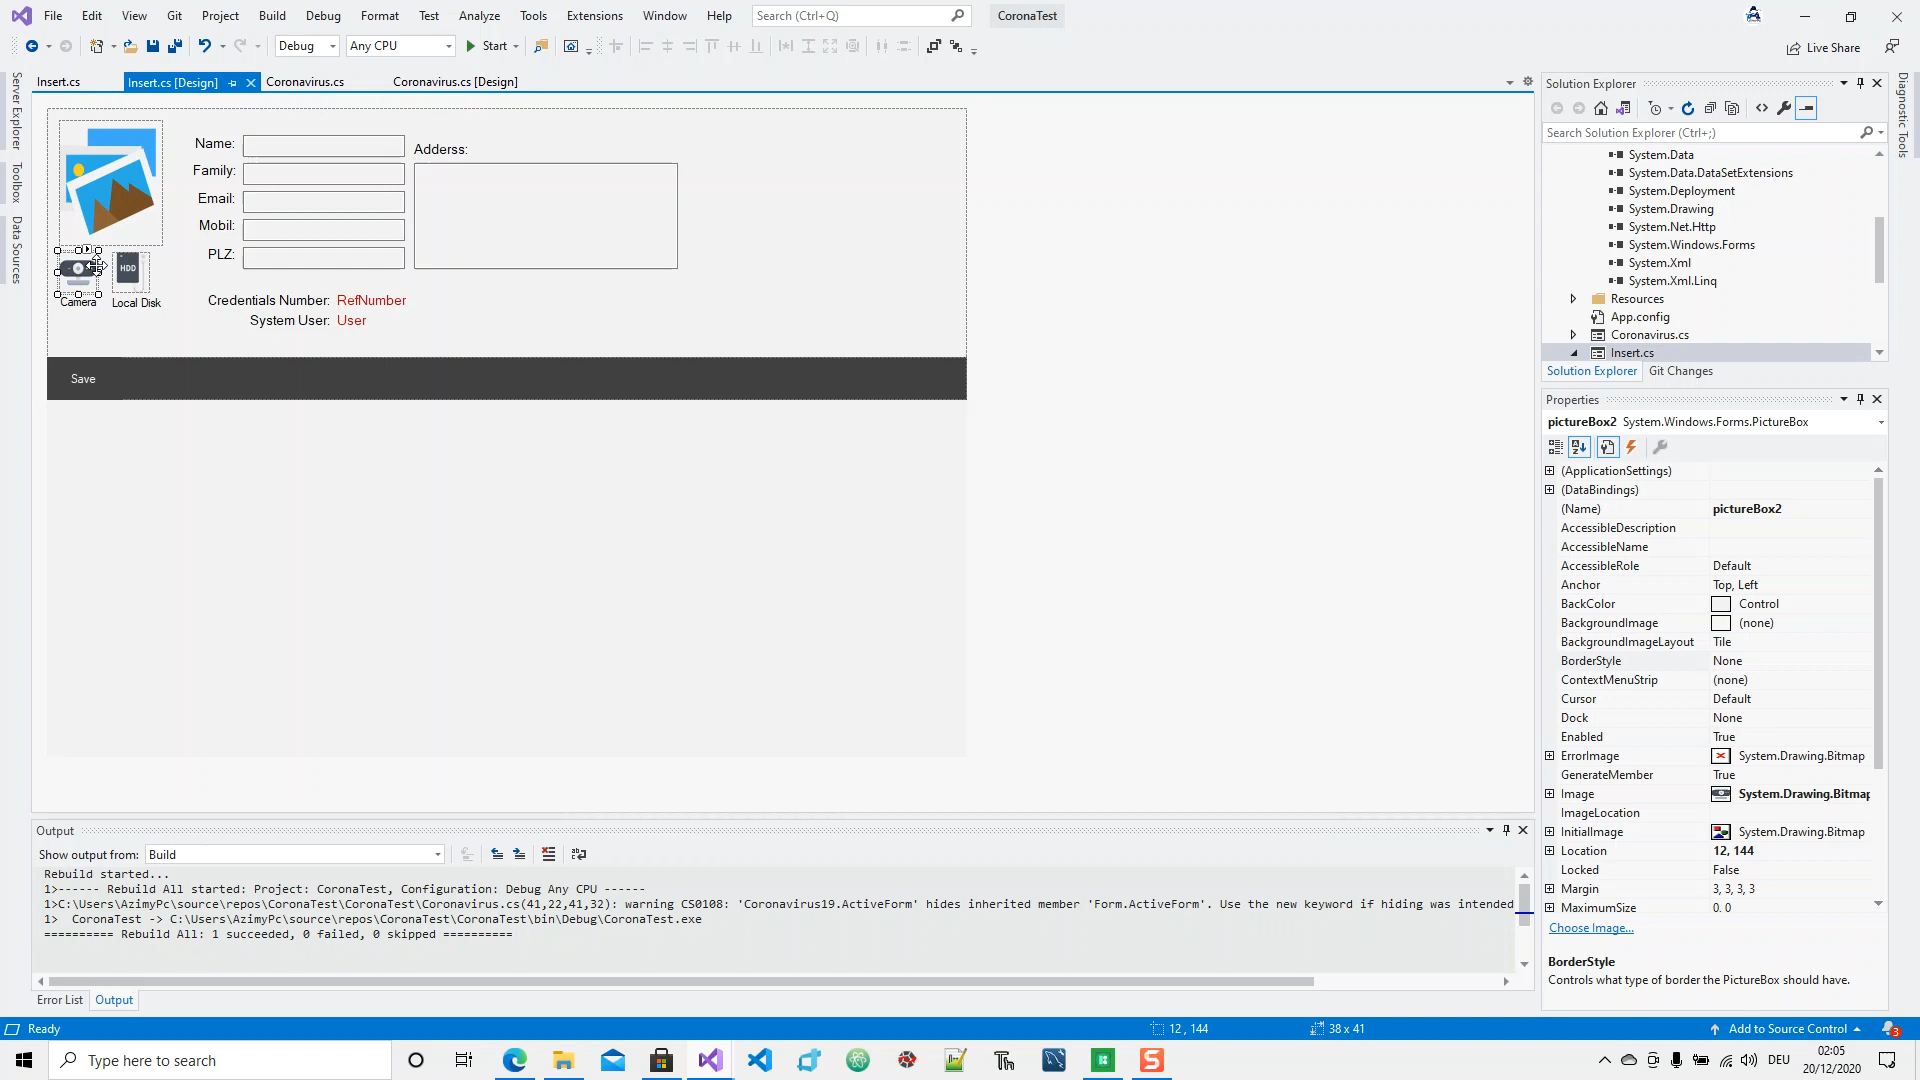 File Edit View Git Project Build Debug Format Test Analyze Tools Extensions Window Help Search (Ctrl+Q) CoronaTest
Debug Any CPU Start Live Share
Insert.cs Insert.cs [Design] Coronavirus.cs Coronavirus.cs [Design]
Server Explorer
Toolbox
Data Sources
Name:
Family:
Email:
Mobil:
PLZ:
Adderss:
HDD
Camera Local Disk
Credentials Number: RefNumber
System User: User
Save
Solution Explorer
Search Solution Explorer (Ctrl+;)
System.Data
System.Data.DataSetExtensions
System.Deployment
System.Drawing
System.Net.Http
System.Windows.Forms
System.Xml
System.Xml.Linq
Resources
App.config
Coronavirus.cs
Insert.cs
Solution Explorer Git Changes
Diagnostic Tools
Properties
pictureBox2 System.Windows.Forms.PictureBox
(ApplicationSettings)
(DataBindings)
(Name) pictureBox2
AccessibleDescription
AccessibleName
AccessibleRole Default
Anchor Top, Left
BackColor Control
BackgroundImage (none)
BackgroundImageLayout Tile
BorderStyle None
ContextMenuStrip (none)
Cursor Default
Dock None
Enabled True
ErrorImage System.Drawing.Bitmap
GenerateMember True
Image System.Drawing.Bitmap
ImageLocation
InitialImage System.Drawing.Bitmap
Location 12, 144
Locked False
Margin 3, 3, 3, 3
MaximumSize 0, 0
Choose Image...
BorderStyle
Controls what type of border the PictureBox should have.
Output
Show output from: Build
Rebuild started...
1>------ Rebuild All started: Project: CoronaTest, Configuration: Debug Any CPU ------
1>C:\Users\AzimyPc\source\repos\CoronaTest\CoronaTest\Coronavirus.cs(41,22,41,32): warning CS0108: 'Coronavirus19.ActiveForm' hides inherited member 'Form.ActiveForm'. Use the new keyword if hiding was intended
1>  CoronaTest -> C:\Users\AzimyPc\source\repos\CoronaTest\CoronaTest\bin\Debug\CoronaTest.exe
========== Rebuild All: 1 succeeded, 0 failed, 0 skipped ==========
Error List Output
Ready 12 , 144 38 x 41 Add to Source Control 3
Type here to search DEU 02:05
20/12/2020